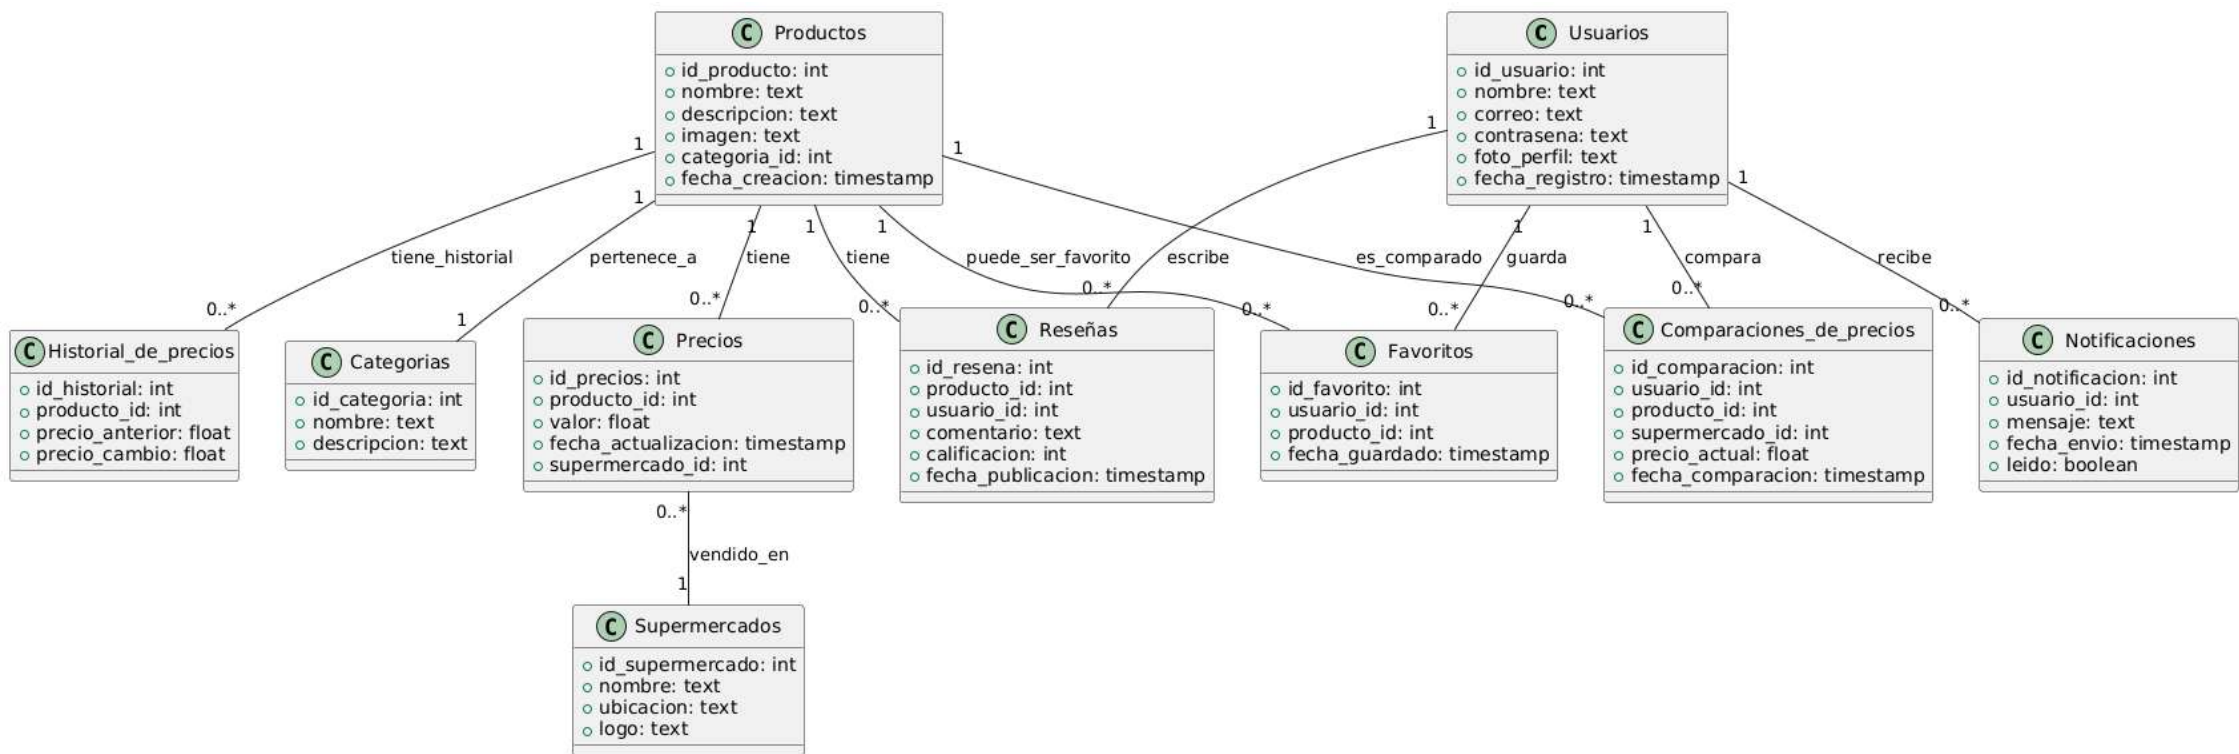 C Productos
id_producto: int
nombre: text
descripcion: text
imagen: text
categoria_id: int
fecha_creacion: timestamp
C Usuarios
id_usuario: int
nombre: text
correo: text
contrasena: text
foto_perfil: text
fecha_registro: timestamp
1
1
1
1
1
1
1
1
1
1
tiene_historial
pertenece_a
tiene
tiene
puede_ser_favorito
escribe
es_comparado
guarda
compara
recibe
0..*
1
0..*
0..*
0..*
0..*
0..*
0..*
0..*
0..*
C Historial_de_precios
id_historial: int
producto_id: int
precio_anterior: float
precio_cambio: float
C Categorias
id_categoria: int
nombre: text
descripcion: text
C Precios
id_precios: int
producto_id: int
valor: float
fecha_actualizacion: timestamp
supermercado_id: int
C Reseñas
id_resena: int
producto_id: int
usuario_id: int
comentario: text
calificacion: int
fecha_publicacion: timestamp
C Favoritos
id_favorito: int
usuario_id: int
producto_id: int
fecha_guardado: timestamp
C Comparaciones_de_precios
id_comparacion: int
usuario_id: int
producto_id: int
supermercado_id: int
precio_actual: float
fecha_comparacion: timestamp
C Notificaciones
id_notificacion: int
usuario_id: int
mensaje: text
fecha_envio: timestamp
leido: boolean
0..*
vendido_en
1
C Supermercados
id_supermercado: int
nombre: text
ubicacion: text
logo: text